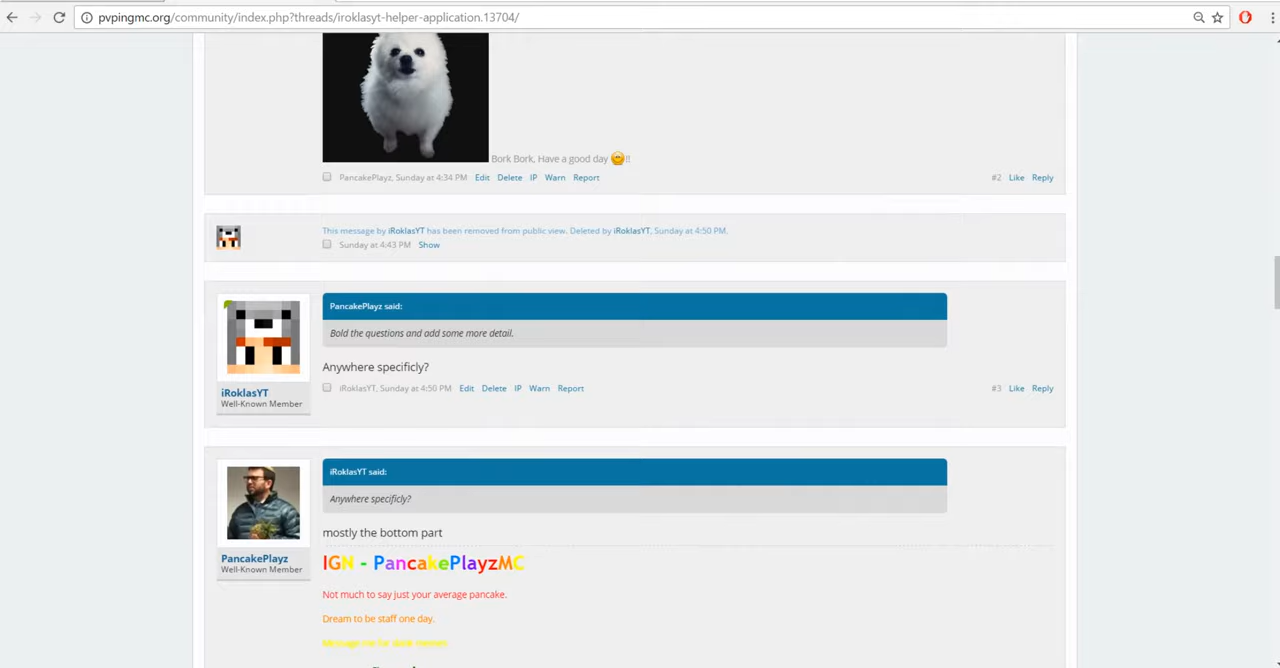 pvpingmc.org/community/index.php?threads/iroklasyt-helper-application.13704/
Bork Bork, Have a good day !!
PancakePlayz, Sunday at 4:34 PM Edit Delete IP Warn Report #2 Like Reply
This message by iRoklasYT has been removed from public view. Deleted by iRoklasYT, Sunday at 4:50 PM.
Sunday at 4:43 PM Show
PancakePlayz said:
Bold the questions and add some more detail.
Anywhere specificly?
iRoklasYT
Well-Known Member
iRoklasYT, Sunday at 4:50 PM Edit Delete IP Warn Report #3 Like Reply
iRoklasYT said:
Anywhere specificly?
mostly the bottom part
PancakePlayz
Well-Known Member
IGN - PancakePlayzMC
Not much to say just your average pancake.
Dream to be staff one day.
Message me for dank memes